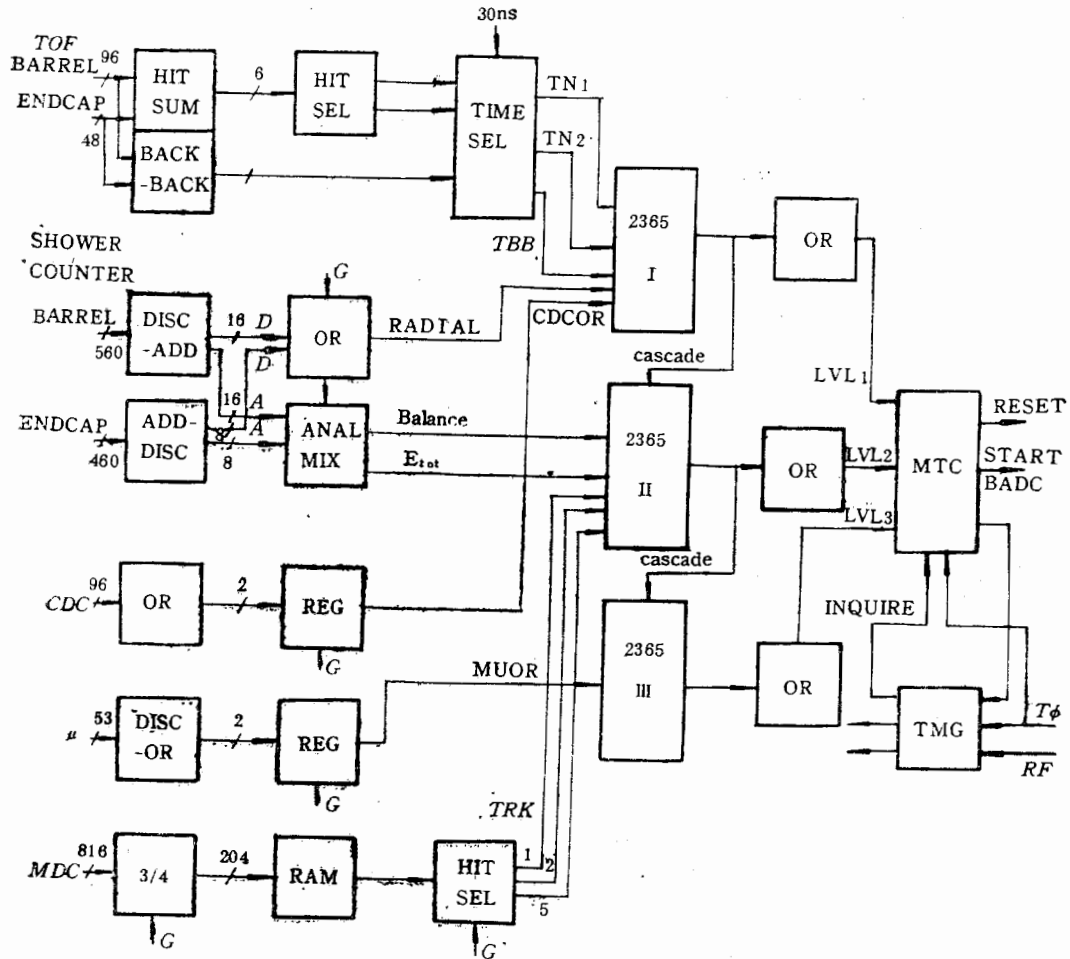 30ns
TOF
BARREL
96
ENDCAP
48
HIT
SUM
6
HIT
SEL
BACK
-BACK
TIME
SEL
TN1
TN2
TBB
2365
I
OR
SHOWER
COUNTER
BARREL
560
DISC
-ADD
16 D
D
G
OR
RADIAL
CDCOR
cascade
LVL1
ENDCAP
460
ADD-
DISC
16 A
8 A
8
ANAL
MIX
Balance
Etot
2365
II
OR
LVL2
LVL3
MTC
RESET
START
BADC
cascade
CDC
96
OR
2
REG
G
INQUIRE
2365
III
OR
MUOR
μ
53
DISC
-OR
2
REG
G
TMG
Tϕ
RF
TRK
MDC
816
3/4
G
204
RAM
HIT
SEL
G
1
2
5